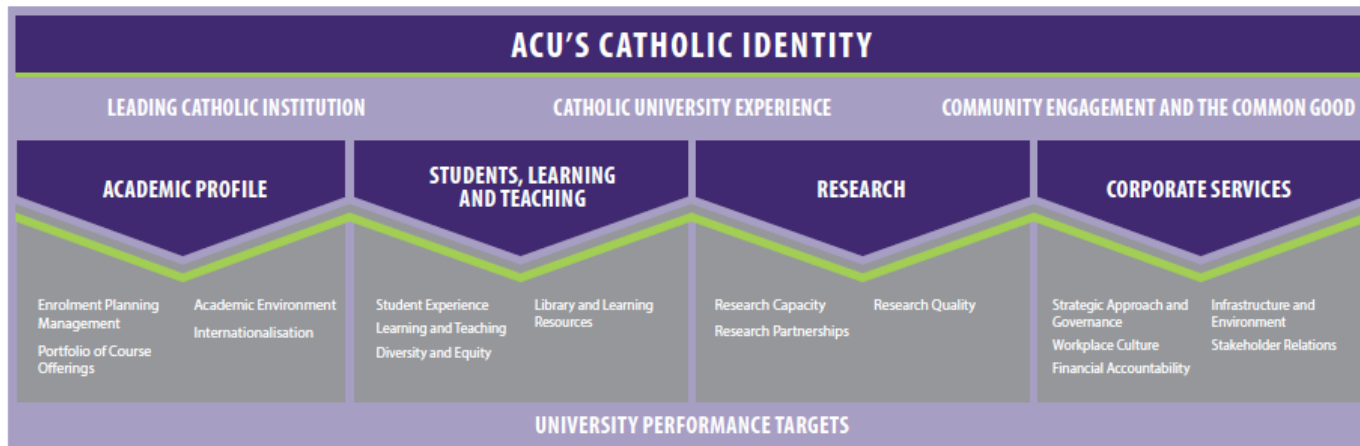 ACU'S CATHOLIC IDENTITY
LEADING CATHOLIC INSTITUTION
CATHOLIC UNIVERSITY EXPERIENCE
COMMUNITY ENGAGEMENT AND THE COMMON GOOD
ACADEMIC PROFILE
Enrolment Planning
Management
Portfolio of Course
Offerings
Academic Environment
Internationalisation
STUDENTS, LEARNING
AND TEACHING
Student Experience
Learning and Teaching
Diversity and Equity
Library and Learning
Resources
RESEARCH
Research Capacity
Research Partnerships
Research Quality
CORPORATE SERVICES
Strategic Approach and
Governance
Workplace Culture
Financial Accountability
Infrastructure and
Environment
Stakeholder Relations
UNIVERSITY PERFORMANCE TARGETS